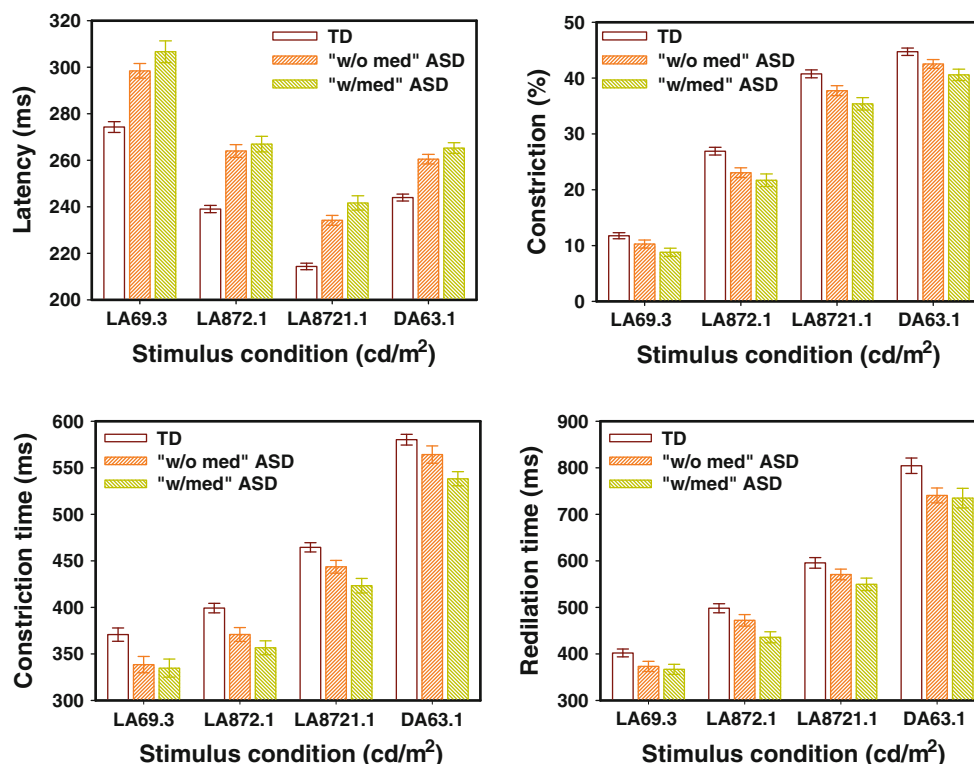 Latency (ms)
320
300
280
260
240
220
200
TD
"w/o med" ASD
"w/med" ASD
LA69.3 LA872.1 LA8721.1 DA63.1
Stimulus condition (cd/m²)
Constriction (%)
50
40
30
20
10
0
TD
"w/o med" ASD
"w/med" ASD
LA69.3 LA872.1 LA8721.1 DA63.1
Stimulus condition (cd/m²)
Constriction time (ms)
600
550
500
450
400
350
300
TD
"w/o med" ASD
"w/med" ASD
LA69.3 LA872.1 LA8721.1 DA63.1
Stimulus condition (cd/m²)
Redilation time (ms)
900
800
700
600
500
400
300
TD
"w/o med" ASD
"w/med" ASD
LA69.3 LA872.1 LA8721.1 DA63.1
Stimulus condition (cd/m²)